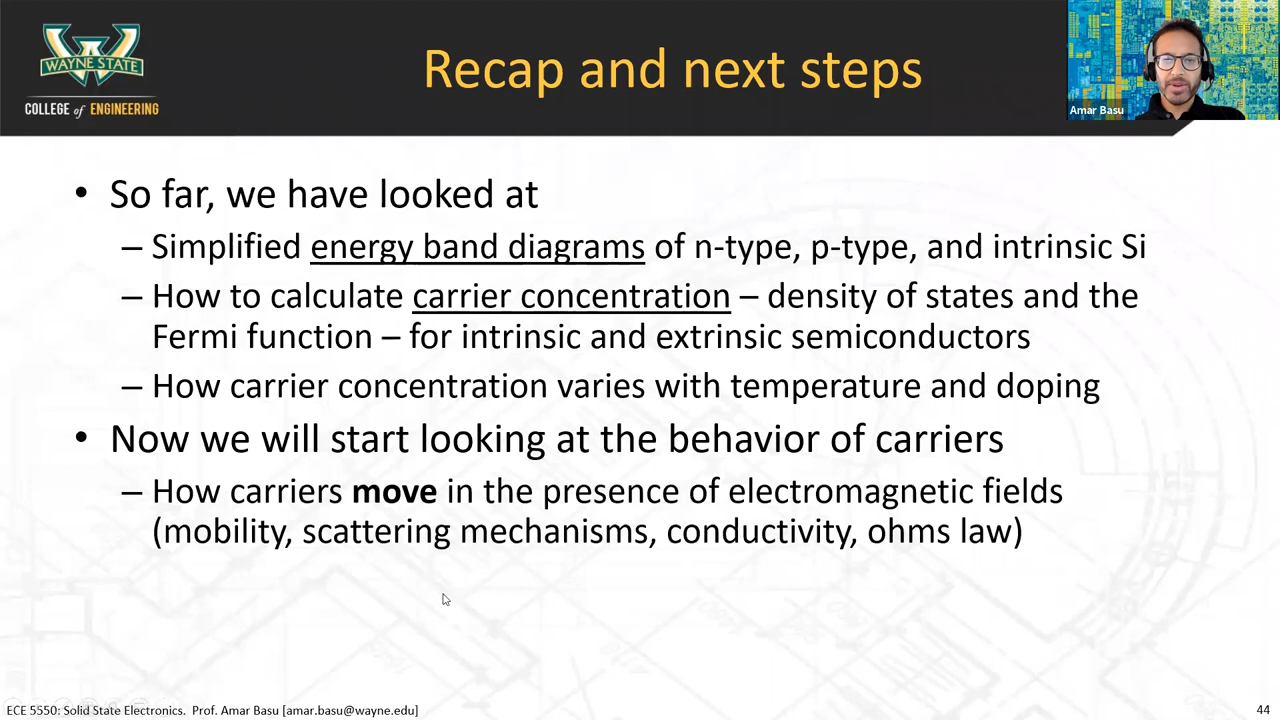 WAYNE STATE
COLLEGE of ENGINEERING
Recap and next steps
Amar Basu
• So far, we have looked at
– Simplified energy band diagrams of n-type, p-type, and intrinsic Si
– How to calculate carrier concentration – density of states and the
Fermi function – for intrinsic and extrinsic semiconductors
– How carrier concentration varies with temperature and doping
• Now we will start looking at the behavior of carriers
– How carriers move in the presence of electromagnetic fields
(mobility, scattering mechanisms, conductivity, ohms law)
ECE 5550: Solid State Electronics. Prof. Amar Basu [amar.basu@wayne.edu]
44